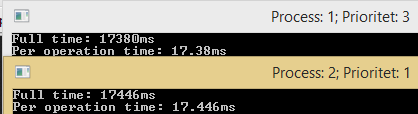 Process: 1; Prioritet: 3
Full time: 17380ms
Per operation time: 17.38ms
Process: 2; Prioritet: 1
Full time: 17446ms
Per operation time: 17.446ms